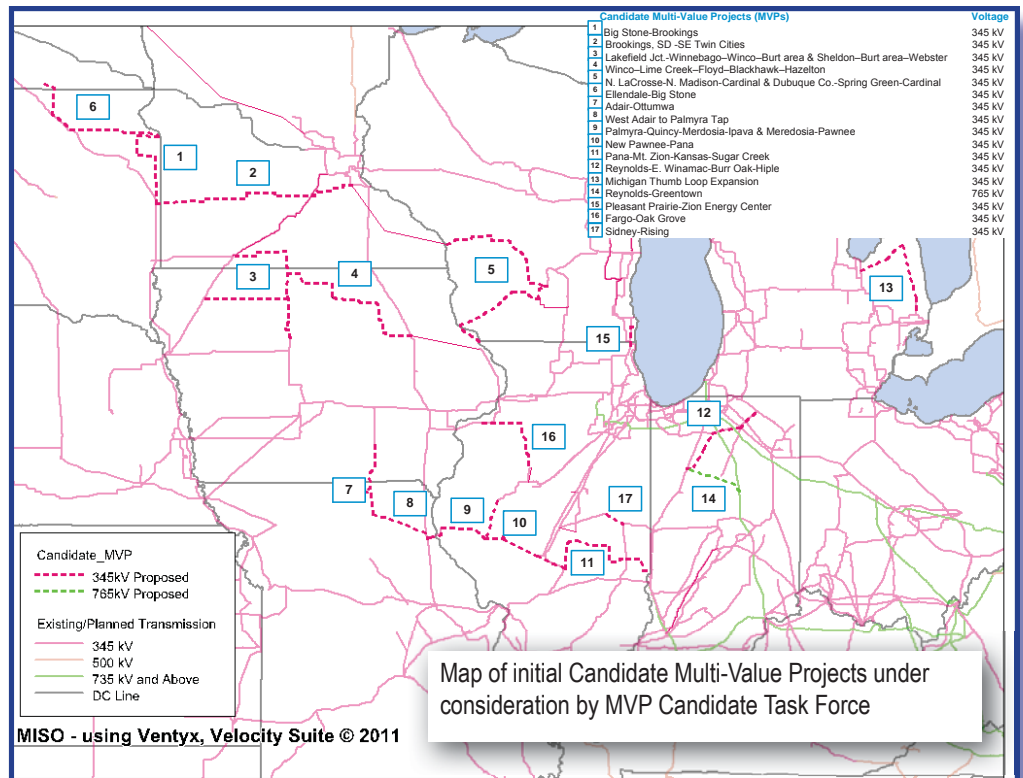 Candidate Multi-Value Projects (MVPs) Voltage
1 Big Stone-Brookings 345 kV
2 Brookings, SD -SE Twin Cities 345 kV
3 Lakefield Jct.-Winnebago–Winco–Burt area & Sheldon–Burt area–Webster 345 kV
4 Winco–Lime Creek–Floyd–Blackhawk–Hazelton 345 kV
5 N. LaCrosse-N. Madison-Cardinal & Dubuque Co.-Spring Green-Cardinal 345 kV
6 Ellendale-Big Stone 345 kV
7 Adair-Ottumwa 345 kV
8 West Adair to Palmyra Tap 345 kV
9 Palmyra-Quincy-Merdosia-Ipava & Meredosia-Pawnee 345 kV
10 New Pawnee-Pana 345 kV
11 Pana-Mt. Zion-Kansas-Sugar Creek 345 kV
12 Reynolds-E. Winamac-Burr Oak-Hiple 345 kV
13 Michigan Thumb Loop Expansion 345 kV
14 Reynolds-Greentown 765 kV
15 Pleasant Prairie-Zion Energy Center 345 kV
16 Fargo-Oak Grove 345 kV
17 Sidney-Rising 345 kV
6
1
2
3
4
5
13
15
12
16
7
8
9
10
17
14
11
Candidate_MVP
345kV Proposed
765kV Proposed
Existing/Planned Transmission
345 kV
500 kV
735 kV and Above
DC Line
Map of initial Candidate Multi-Value Projects under
consideration by MVP Candidate Task Force
MISO - using Ventyx, Velocity Suite © 2011